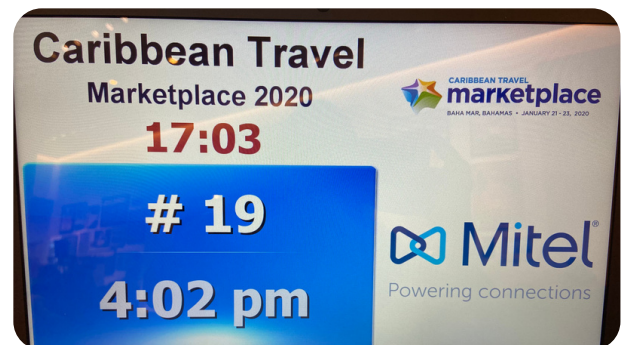 Caribbean Travel
Marketplace 2020
17:03
# 19
4:02 pm
CARIBBEAN TRAVEL
marketplace
BAHA MAR, BAHAMAS • JANUARY 21 - 23, 2020
Mitel®
Powering connections